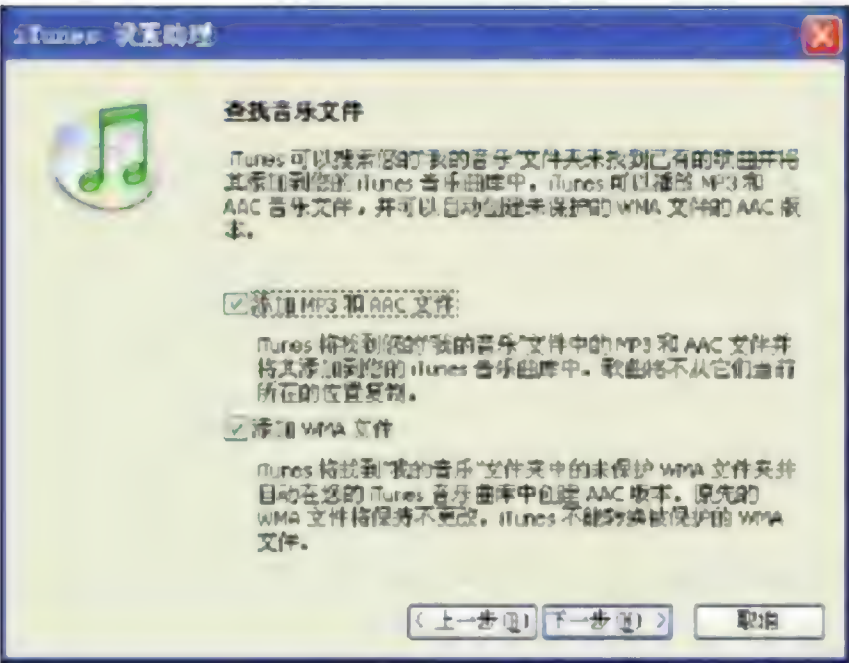 iTunes 设置助理
查找音乐文件
iTunes 可以搜索您的“我的音乐”文件夹来找到已有的歌曲并将
其添加到您的 iTunes 音乐曲库中。iTunes 可以播放 MP3 和
AAC 音乐文件，并可以自动创建未保护的 WMA 文件的 AAC 版
本。
添加 MP3 和 AAC 文件
iTunes 将找到您的“我的音乐”文件中的 MP3 和 AAC 文件并
将其添加到您的 iTunes 音乐曲库中。歌曲将不从它们当前
所在的位置复制。
添加 WMA 文件
iTunes 将找到“我的音乐”文件夹中的未保护 WMA 文件夹并
自动在您的 iTunes 音乐曲库中创建 AAC 版本。原先的
WMA 文件将保持不更改。iTunes 不能转换被保护的 WMA
文件。
< 上一步(B) 下一步(N) > 取消